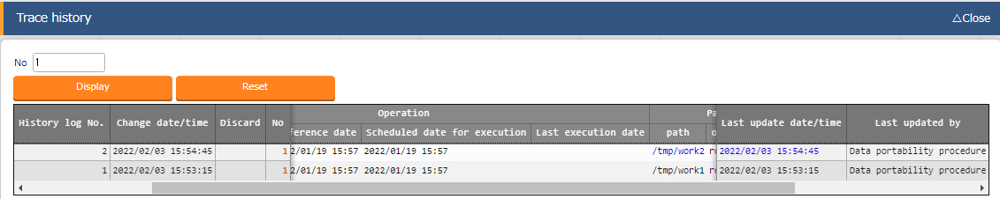 Trace history △Close
No 1
Display Reset
Operation
History log No. Change date/time Discard No Last update date/time Last updated by
date Scheduled date for execution Last execution date path
2 2022/02/03 15:54:45 1 2/01/19 15:57 2022/01/19 15:57 /tmp/work2 2022/02/03 15:54:45 Data portability procedure
1 2022/02/03 15:53:15 1 2/01/19 15:57 2022/01/19 15:57 /tmp/work1 2022/02/03 15:53:15 Data portability procedure